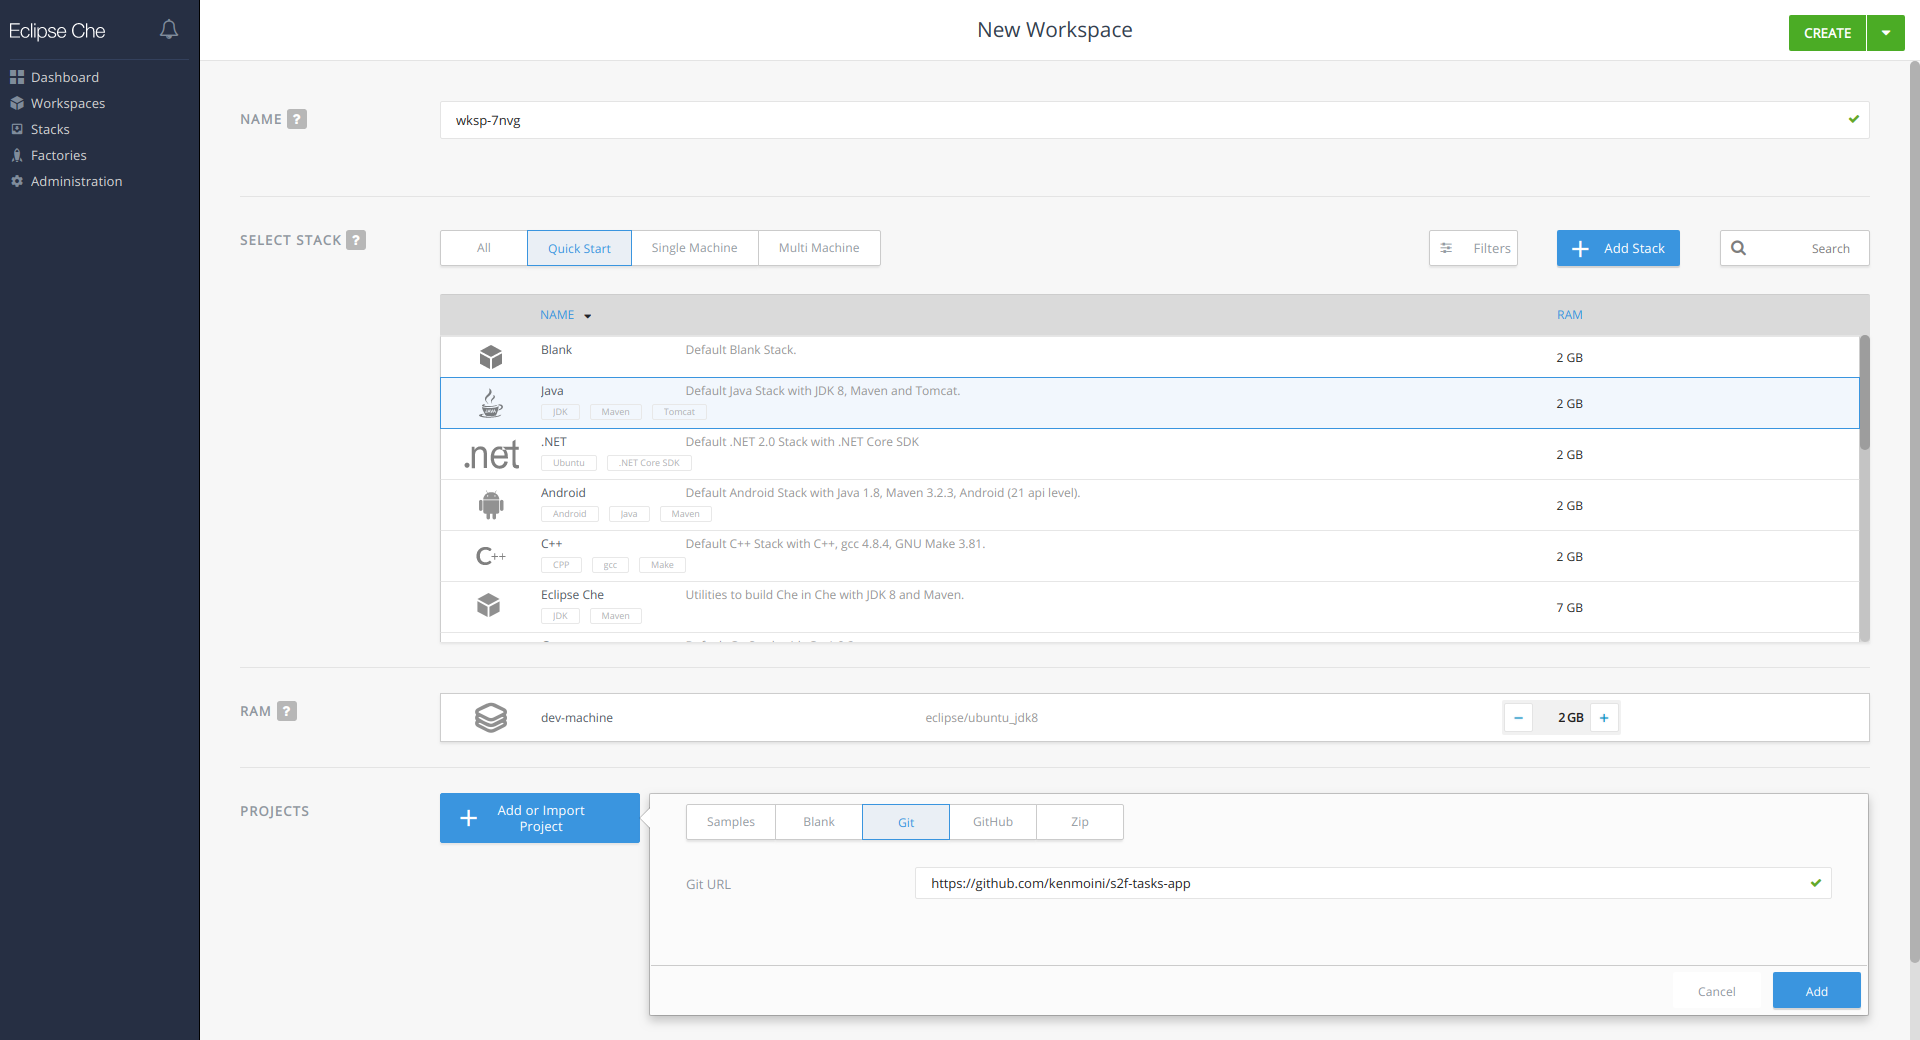 Eclipse Che
New Workspace
CREATE
Dashboard
Workspaces
Stacks
Factories
Administration
NAME ?
wksp-7nvg
SELECT STACK ?
All Quick Start Single Machine Multi Machine
Filters
Add Stack
Search
NAME RAM
Blank Default Blank Stack. 2 GB
Java Default Java Stack with JDK 8, Maven and Tomcat. 2 GB
JDK Maven Tomcat
.net
.NET Default .NET 2.0 Stack with .NET Core SDK 2 GB
Ubuntu .NET Core SDK
Android Default Android Stack with Java 1.8, Maven 3.2.3, Android (21 api level). 2 GB
Android Java Maven
C++
C++ Default C++ Stack with C++, gcc 4.8.4, GNU Make 3.81. 2 GB
CPP gcc Make
Eclipse Che Utilities to build Che in Che with JDK 8 and Maven. 7 GB
JDK Maven
RAM ?
dev-machine eclipse/ubuntu_jdk8 − 2 GB +
PROJECTS
Add or Import
Project
Samples Blank Git GitHub Zip
Git URL https://github.com/kenmoini/s2f-tasks-app
Cancel Add